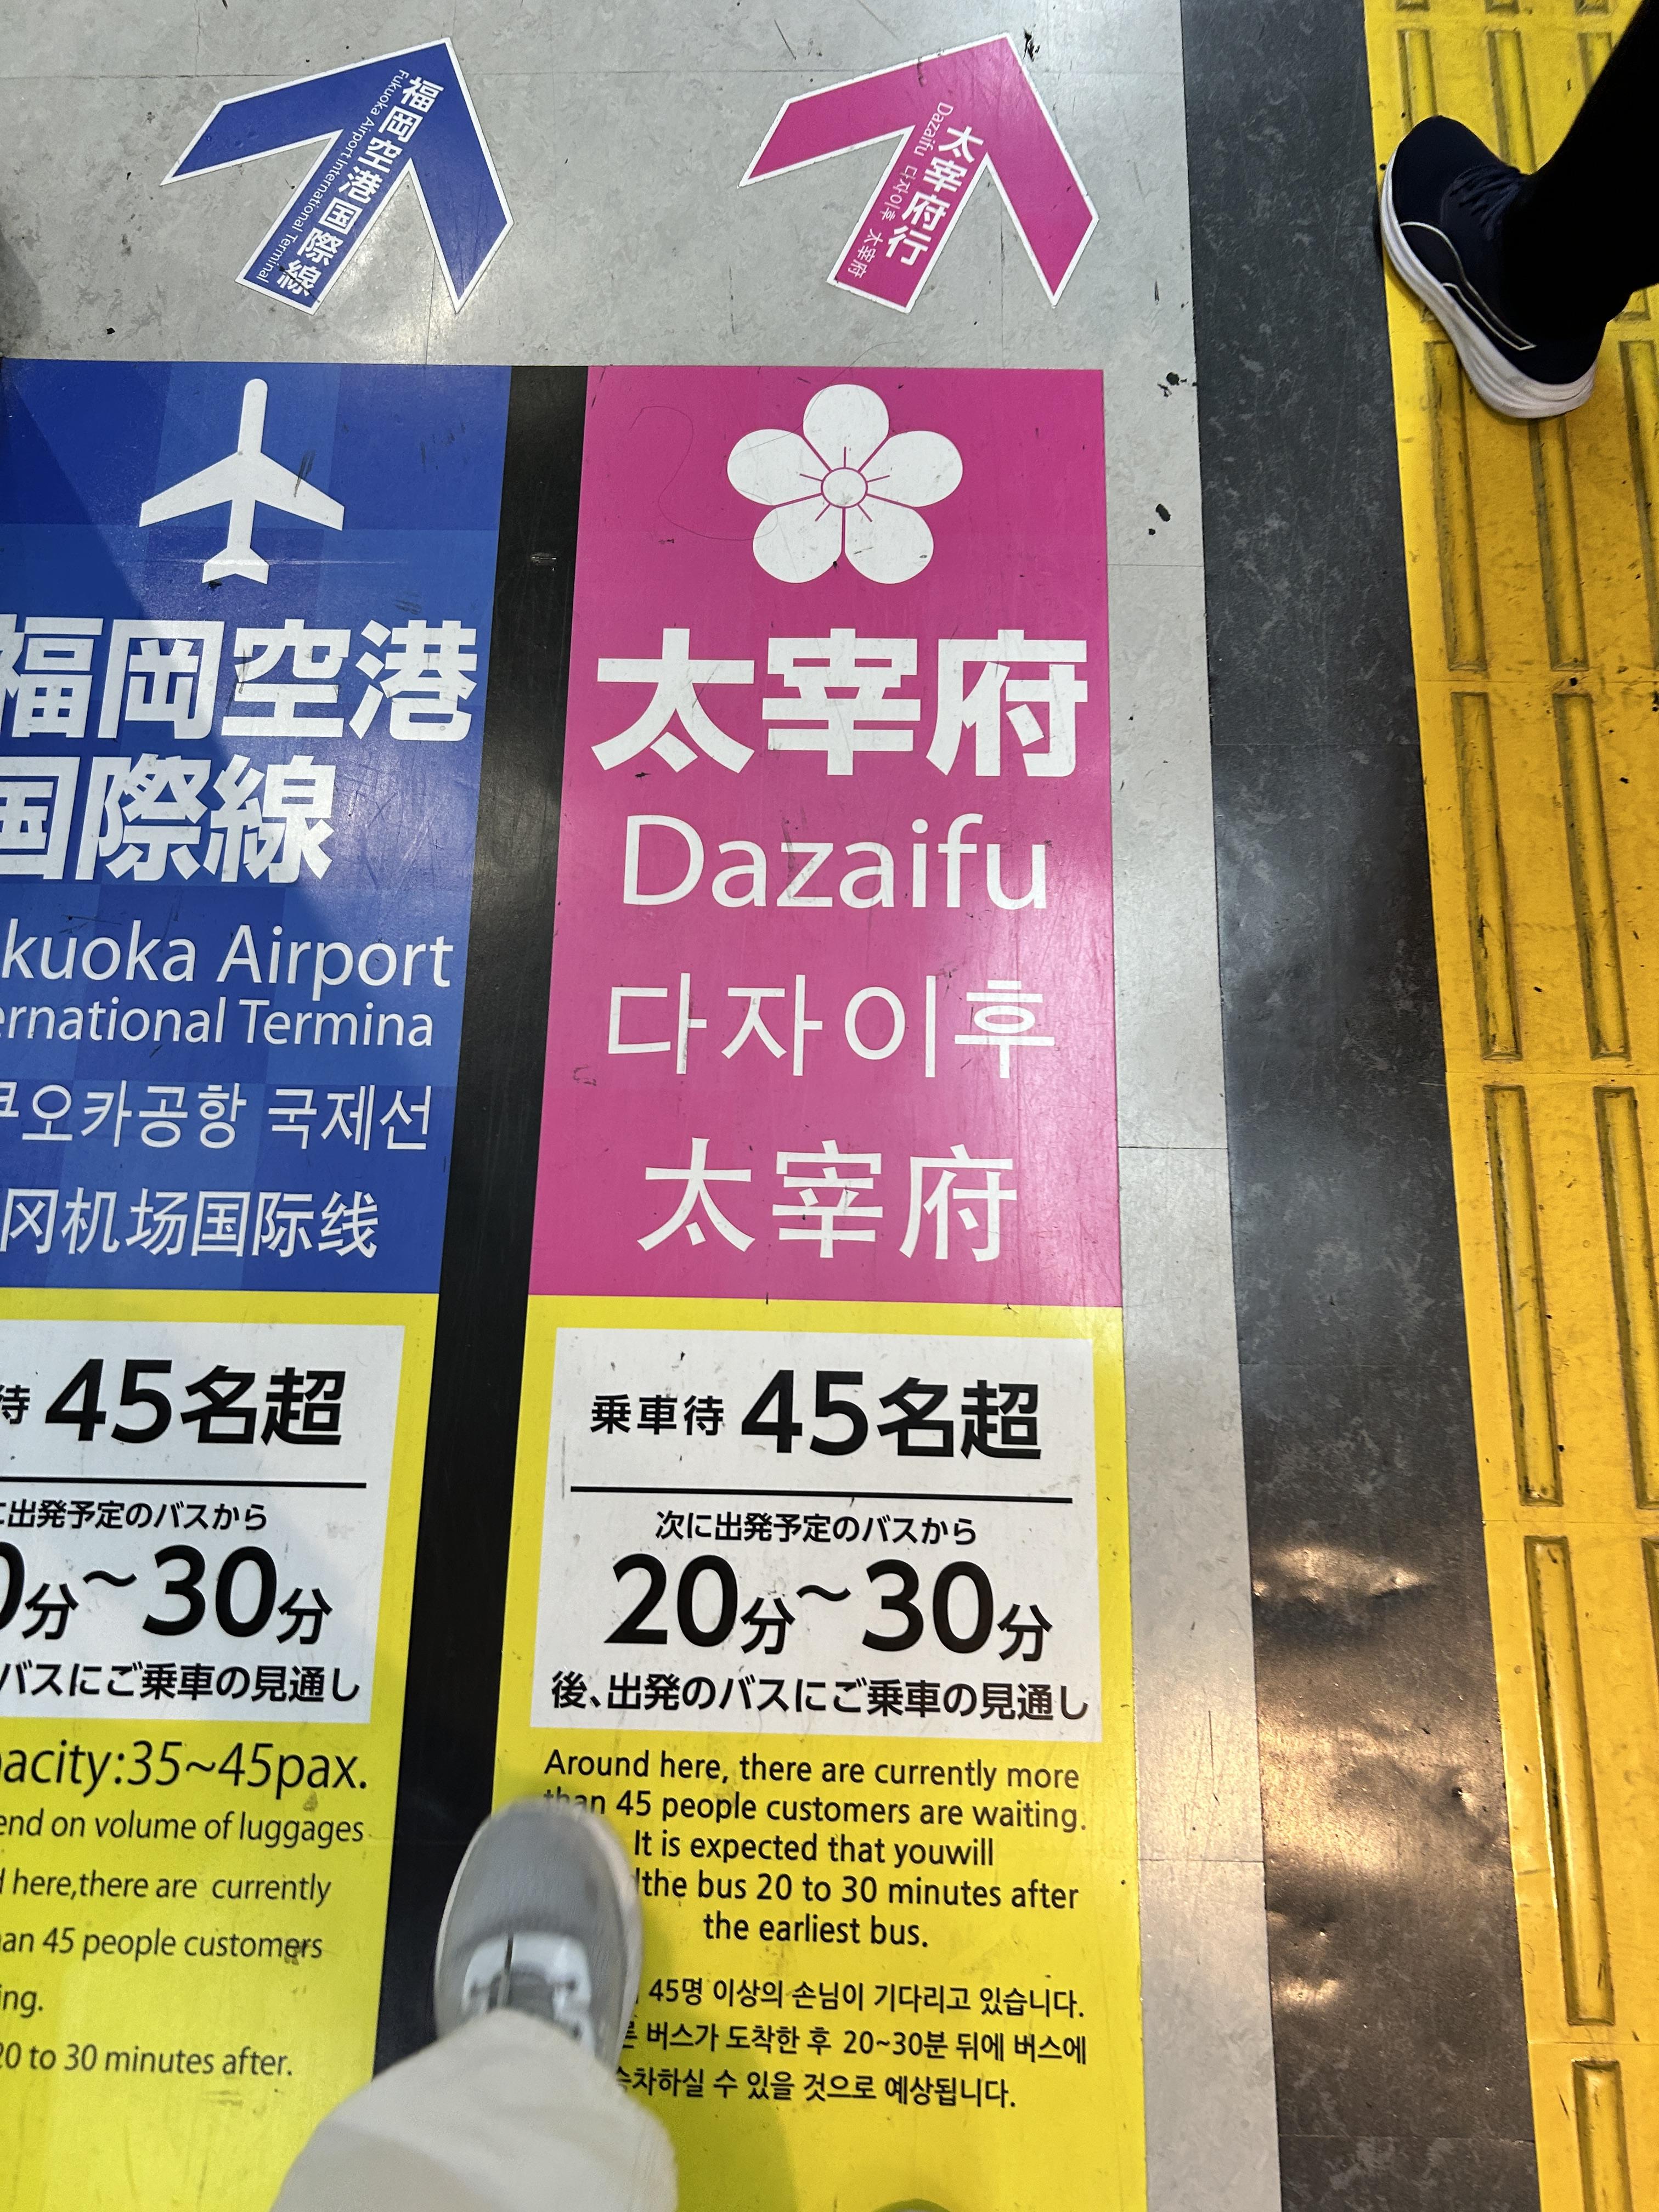 福岡空港国際線
Fukuoka Airport International Terminal
太宰府行
Dazaifu 다자이후 太宰府
福岡空港
国際線
kuoka Airport
ernational Termina
오카공항 국제선
冈机场国际线
待 45名超
に出発予定のバスから
0分~30分
バスにご乗車の見通し
acity:35~45pax.
end on volume of luggages
d here,there are currently
an 45 people customers
ing.
20 to 30 minutes after.
太宰府
Dazaifu
다자이후
太宰府
乗車待 45名超
次に出発予定のバスから
20分~30分
後、出発のバスにご乗車の見通し
Around here, there are currently more
than 45 people customers are waiting.
It is expected that youwill
the bus 20 to 30 minutes after
the earliest bus.
45명 이상의 손님이 기다리고 있습니다.
버스가 도착한 후 20~30분 뒤에 버스에
승차하실 수 있을 것으로 예상됩니다.